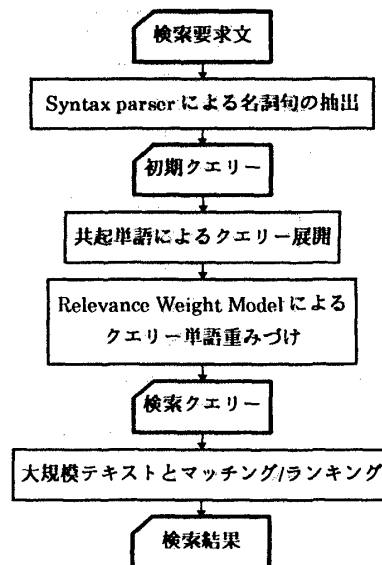 検索要求文
Syntax parser による名詞句の抽出
初期クエリー
共起単語によるクエリー展開
Relevance Weight Model による
クエリー単語重みづけ
検索クエリー
大規模テキストとマッチング/ランキング
検索結果